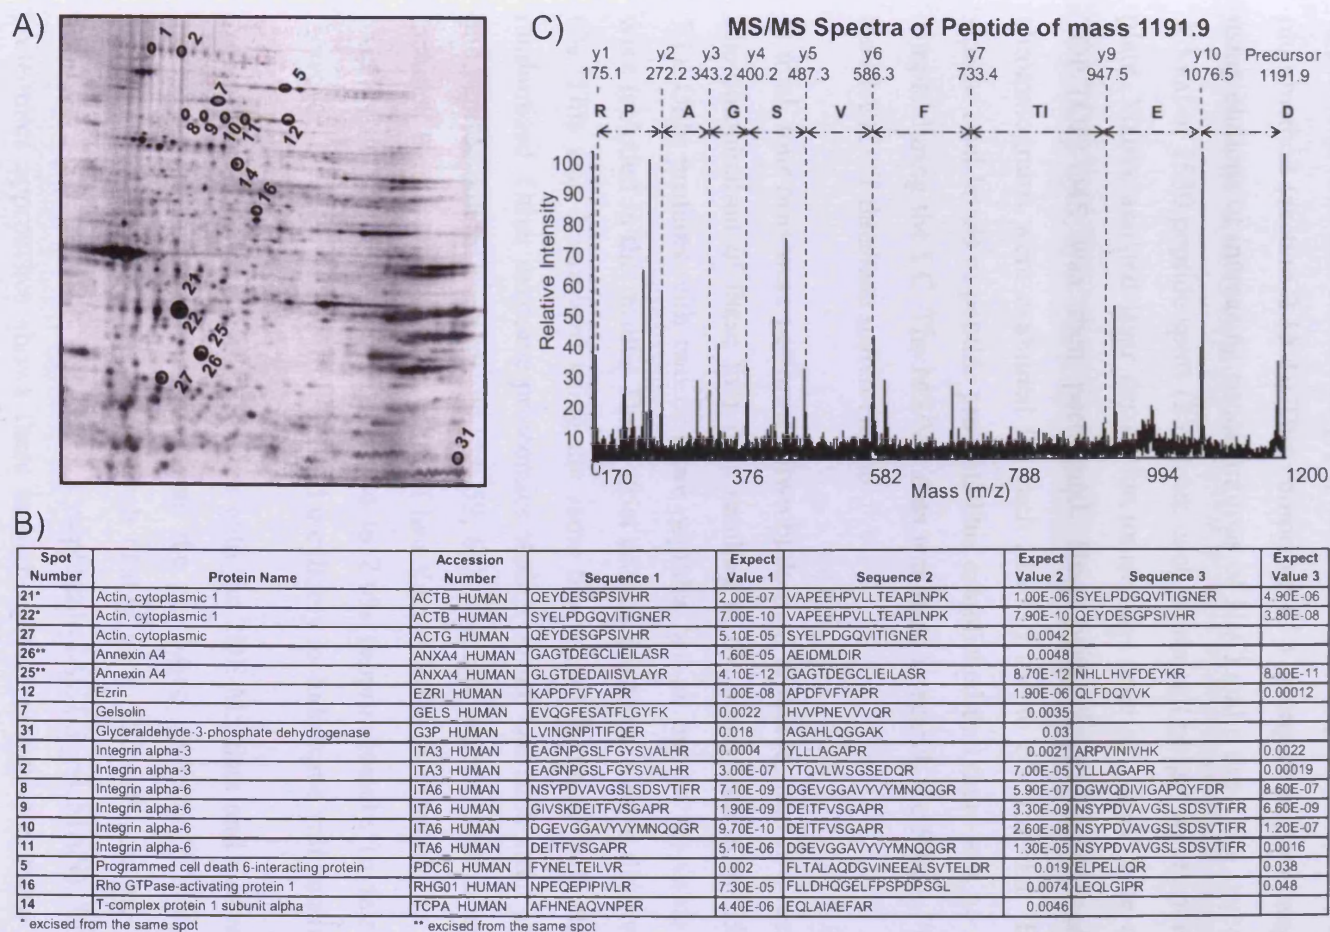 A)
1
2
5
7
8
9
10
11
12
14
16
21
22
25
26
27
31
C)
MS/MS Spectra of Peptide of mass 1191.9
y1 y2 y3 y4 y5 y6 y7 y9 y10 Precursor
175.1 272.2 343.2 400.2 487.3 586.3 733.4 947.5 1076.5 1191.9
R P A G S V F TI E D
Relative Intensity
100
90
80
70
60
50
40
30
20
10
0
170 376 582 788 994 1200
Mass (m/z)
B)
Spot Number Protein Name Accession Number Sequence 1 Expect Value 1 Sequence 2 Expect Value 2 Sequence 3 Expect Value 3
21* Actin, cytoplasmic 1 ACTB_HUMAN QEYDESGPSIVHR 2.00E-07 VAPEEHPVLLTEAPLNPK 1.00E-06 SYELPDGQVITIGNER 4.90E-06
22* Actin, cytoplasmic 1 ACTB_HUMAN SYELPDGQVITIGNER 7.00E-10 VAPEEHPVLLTEAPLNPK 7.90E-10 QEYDESGPSIVHR 3.80E-08
27 Actin, cytoplasmic ACTG_HUMAN QEYDESGPSIVHR 5.10E-05 SYELPDGQVITIGNER 0.0042
26** Annexin A4 ANXA4_HUMAN GAGTDEGCLIEILASR 1.60E-05 AEIDMLDIR 0.0048
25** Annexin A4 ANXA4_HUMAN GLGTDEDAIISVLAYR 4.10E-12 GAGTDEGCLIEILASR 8.70E-12 NHLLHVFDEYKR 8.00E-11
12 Ezrin EZRI_HUMAN KAPDFVFYAPR 1.00E-08 APDFVFYAPR 1.90E-06 QLFDQVVK 0.00012
7 Gelsolin GELS_HUMAN EVQGFESATFLGYFK 0.0022 HVVPNEVVVQR 0.0035
31 Glyceraldehyde-3-phosphate dehydrogenase G3P_HUMAN LVINGNPITIFQER 0.018 AGAHLQGGAK 0.03
1 Integrin alpha-3 ITA3_HUMAN EAGNPGSLFGYSVALHR 0.0004 YLLLAGAPR 0.0021 ARPVINIVHK 0.0022
2 Integrin alpha-3 ITA3_HUMAN EAGNPGSLFGYSVALHR 3.00E-07 YTQVLWSGSEDQR 7.00E-05 YLLLAGAPR 0.00019
8 Integrin alpha-6 ITA6_HUMAN NSYPDVAVGSLSDSVTIFR 7.10E-09 DGEVGGAVYVYMNQQGR 5.90E-07 DGWQDIVIGAPQYFDR 8.60E-07
9 Integrin alpha-6 ITA6_HUMAN GIVSKDEITFVSGAPR 1.90E-09 DEITFVSGAPR 3.30E-09 NSYPDVAVGSLSDSVTIFR 6.60E-09
10 Integrin alpha-6 ITA6_HUMAN DGEVGGAVYVYMNQQGR 9.70E-10 DEITFVSGAPR 2.60E-08 NSYPDVAVGSLSDSVTIFR 1.20E-07
11 Integrin alpha-6 ITA6_HUMAN DEITFVSGAPR 5.10E-06 DGEVGGAVYVYMNQQGR 1.30E-05 NSYPDVAVGSLSDSVTIFR 0.0016
5 Programmed cell death 6-interacting protein PDC6I_HUMAN FYNELTEILVR 0.002 FLTALAQDGVINEEALSVTELDR 0.019 ELPELLQR 0.038
16 Rho GTPase-activating protein 1 RHG01_HUMAN NPEQEPIPIVLR 7.30E-05 FLLDHQGELFPSPDPSGL 0.0074 LEQLGIPR 0.048
14 T-complex protein 1 subunit alpha TCPA_HUMAN AFHNEAQVNPER 4.40E-06 EQLAIAEFAR 0.0046
* excised from the same spot ** excised from the same spot